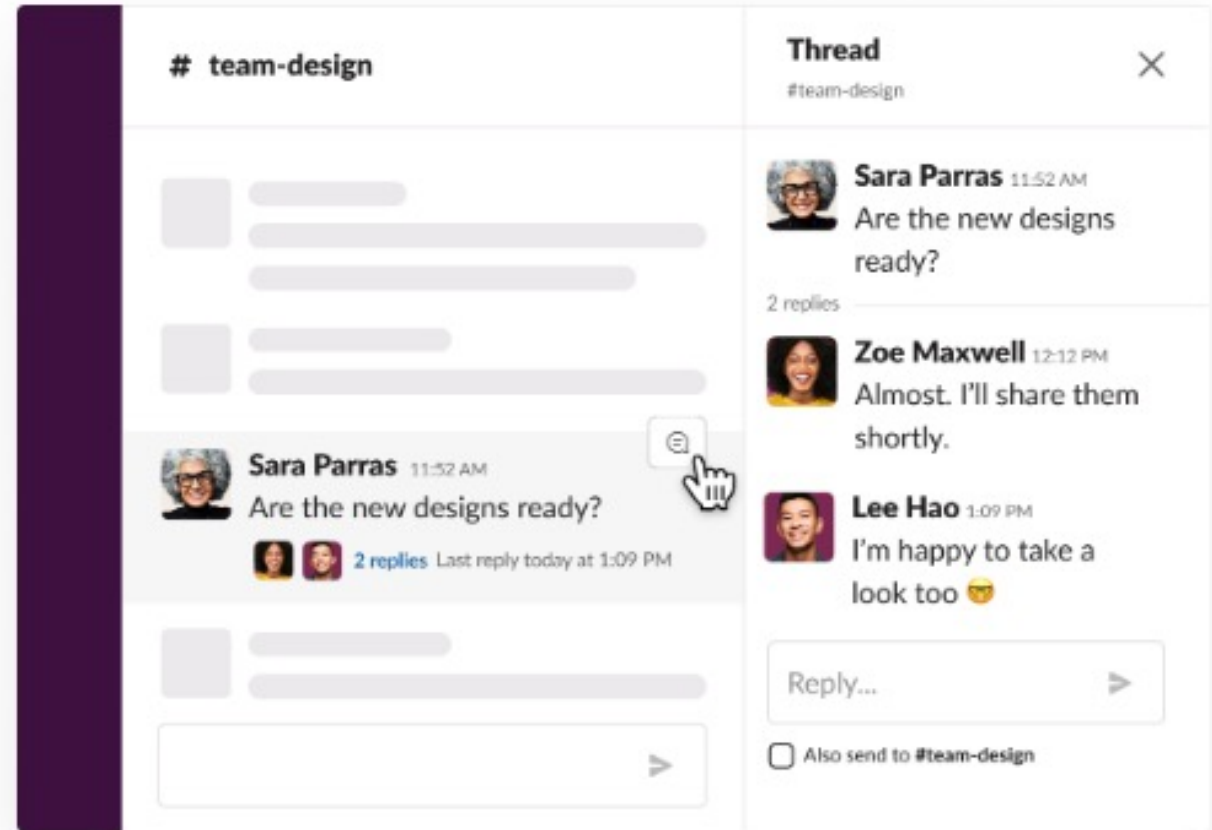 # team-design
Sara Parras 11:52 AM
Are the new designs ready?
2 replies Last reply today at 1:09 PM
Thread
#team-design
Sara Parras 11:52 AM
Are the new designs
ready?
2 replies
Zoe Maxwell 12:12 PM
Almost. I’ll share them
shortly.
Lee Hao 1:09 PM
I’m happy to take a
look too 🤓
Reply...
Also send to #team-design